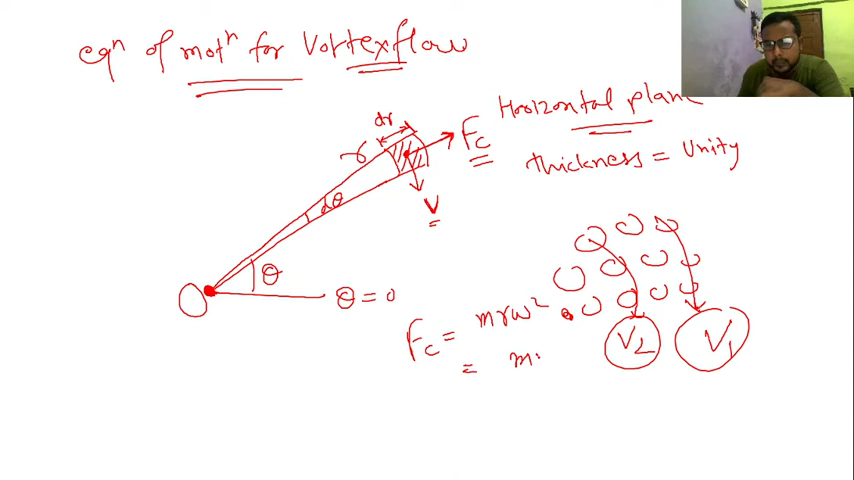 eqⁿ of motⁿ for Vortexflow
Horizontal plane
thickness = Unity
dr
r
Fc
dθ
V
θ
O
θ = 0
Fc = mrω²
= m
V2
V1